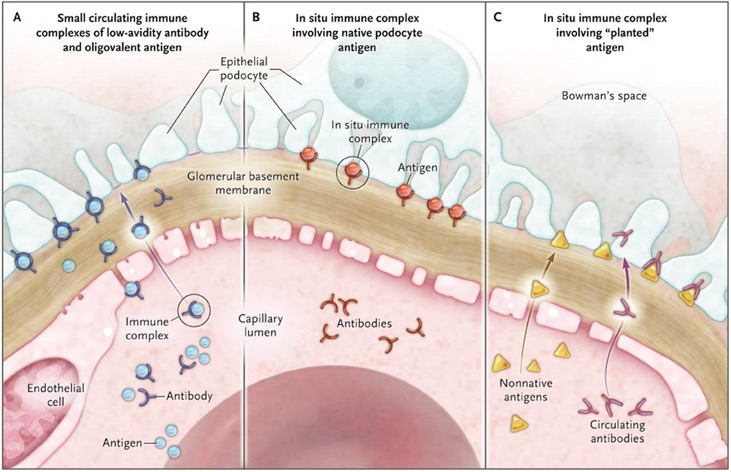 A
Small circulating immune
complexes of low-avidity antibody
and oligovalent antigen
B
In situ immune complex
involving native podocyte
antigen
C
In situ immune complex
involving “planted”
antigen
Epithelial
podocyte
In situ immune
complex
Antigen
Glomerular basement
membrane
Bowman's space
Immune
complex
Capillary
lumen
Antibodies
Endothelial
cell
Antibody
Antigen
Nonnative
antigens
Circulating
antibodies